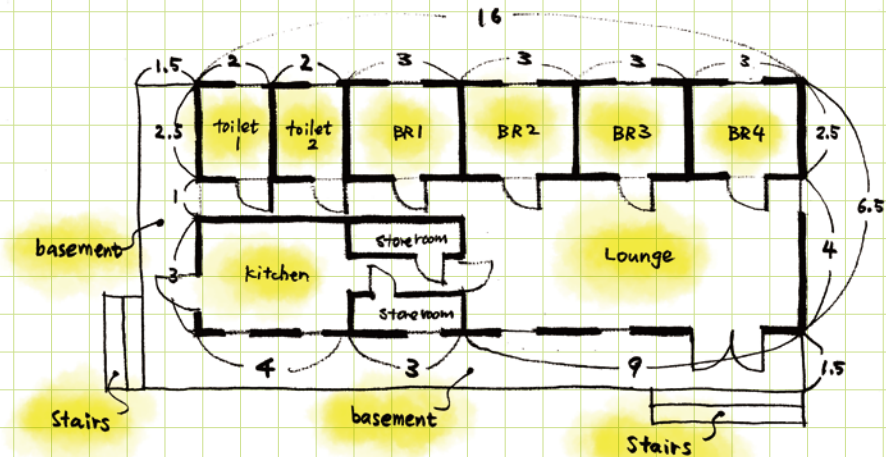 16
1.5
2
2
3
3
3
3
2.5
toilet
1
toilet
2
BR1
BR2
BR3
BR4
2.5
1
6.5
basement
3
kitchen
storeroom
Lounge
4
storeroom
4
3
9
1.5
Stairs
basement
Stairs